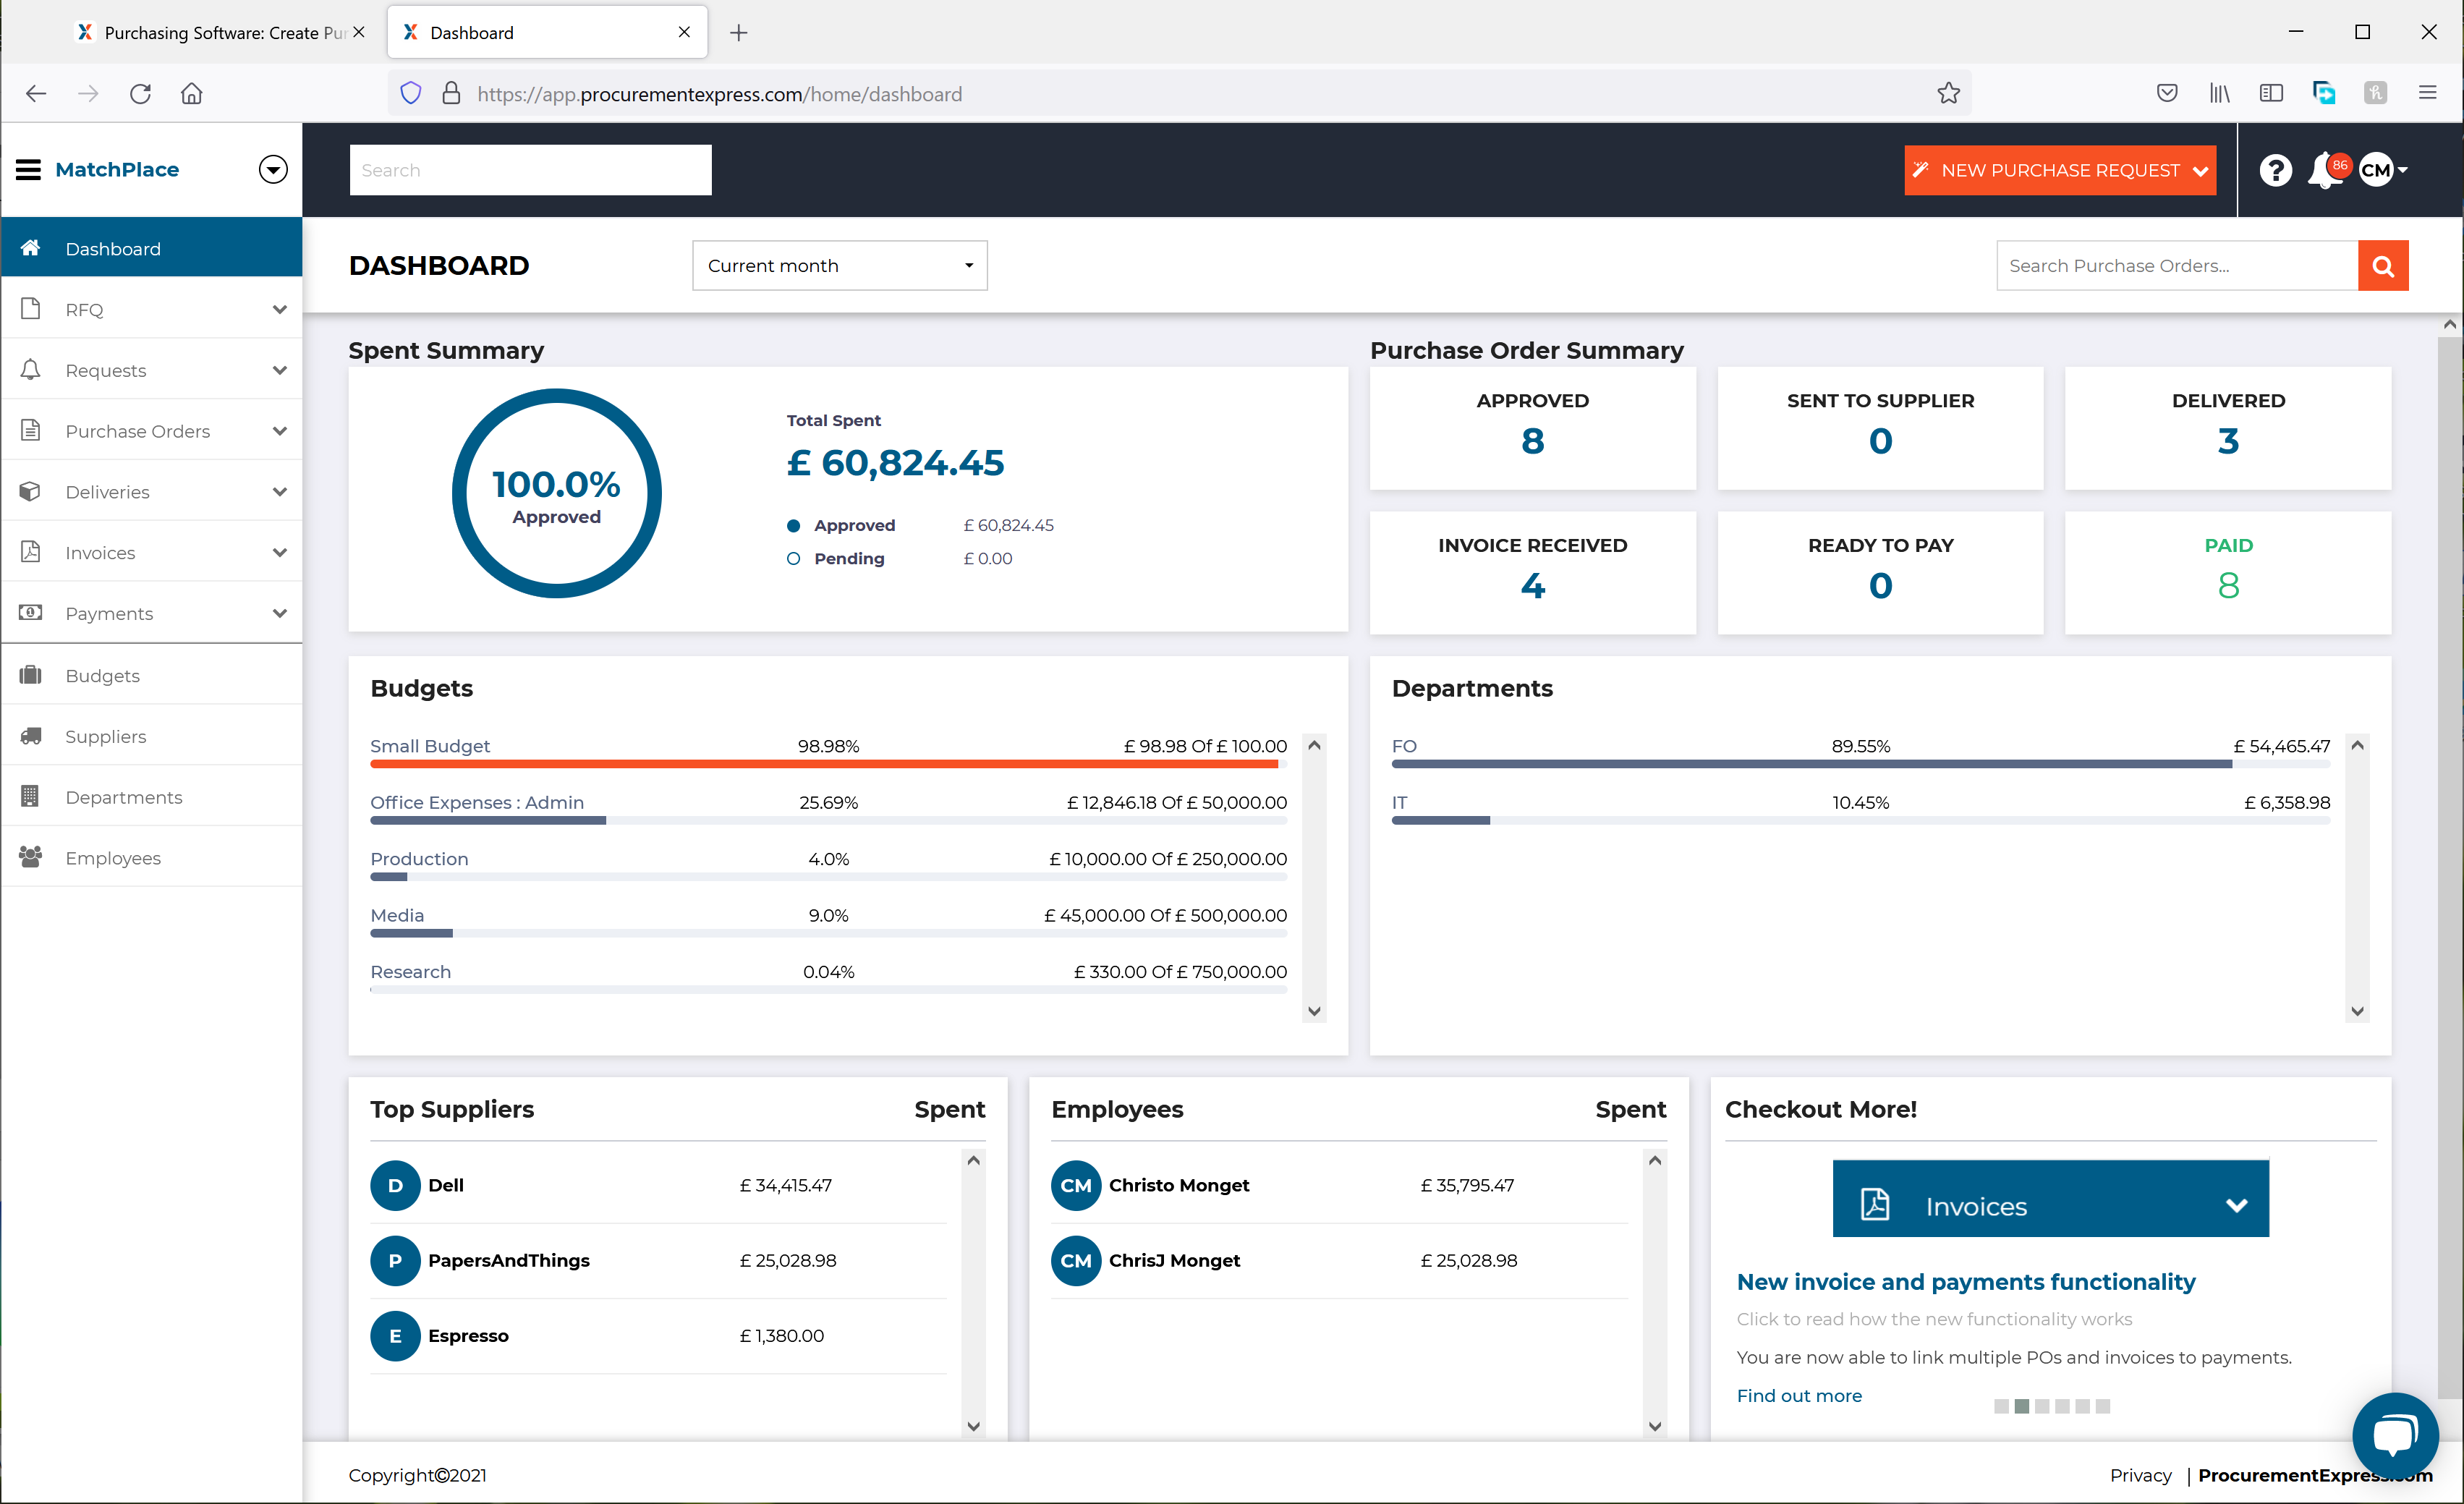 Purchasing Software: Create Pur
Dashboard
https://app.procurementexpress.com/home/dashboard
MatchPlace
Search
NEW PURCHASE REQUEST
?
86
CM
Dashboard
RFQ
Requests
Purchase Orders
Deliveries
Invoices
Payments
Budgets
Suppliers
Departments
Employees
DASHBOARD
Current month
Search Purchase Orders...
Spent Summary
100.0%
Approved
Total Spent
£ 60,824.45
Approved £ 60,824.45
Pending £ 0.00
Purchase Order Summary
APPROVED
8
SENT TO SUPPLIER
0
DELIVERED
3
INVOICE RECEIVED
4
READY TO PAY
0
PAID
8
Budgets
Small Budget 98.98% £ 98.98 Of £ 100.00
Office Expenses : Admin 25.69% £ 12,846.18 Of £ 50,000.00
Production 4.0% £ 10,000.00 Of £ 250,000.00
Media 9.0% £ 45,000.00 Of £ 500,000.00
Research 0.04% £ 330.00 Of £ 750,000.00
Departments
FO 89.55% £ 54,465.47
IT 10.45% £ 6,358.98
Top Suppliers Spent
D Dell £ 34,415.47
P PapersAndThings £ 25,028.98
E Espresso £ 1,380.00
Employees Spent
CM Christo Monget £ 35,795.47
CM ChrisJ Monget £ 25,028.98
Checkout More!
Invoices
New invoice and payments functionality
Click to read how the new functionality works
You are now able to link multiple POs and invoices to payments.
Find out more
Copyright©2021
Privacy | ProcurementExpress.com